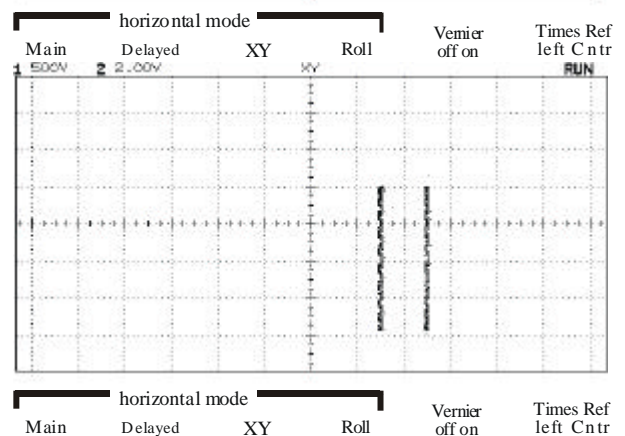 horizontal mode
Main Delayed XY Roll Vernier off on Times Ref left Cntr
1 500V 2 2.00V XY RUN
horizontal mode
Main Delayed XY Roll Vernier off on Times Ref left Cntr